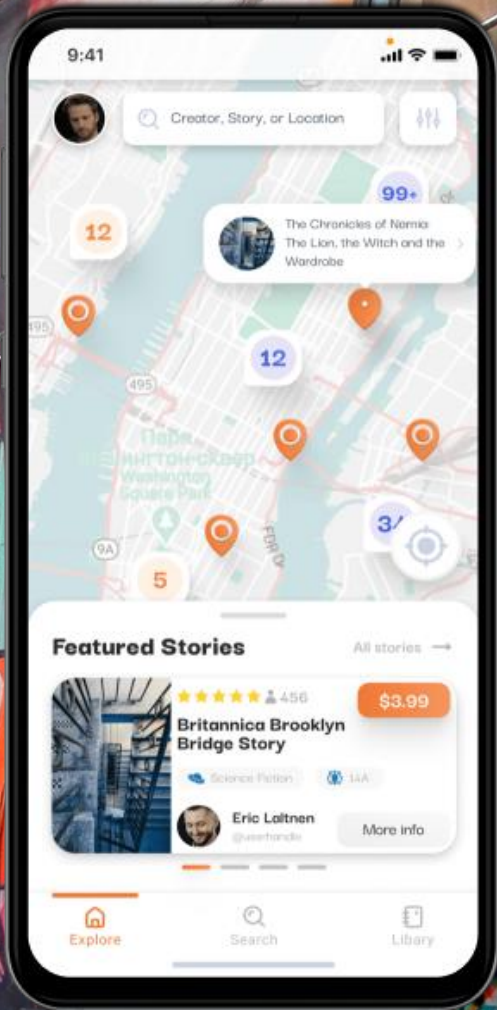 9:41
Creator, Story, or Location
99+
12
The Chronicles of Narnia
The Lion, the Witch and the
Wardrobe
495
12
495
Парк
Washington
Square Park
9A
FDR Dr
5
Featured Stories
All stories
456
$3.99
Britannica Brooklyn
Bridge Story
Science Fiction
14A
Eric Laltnen
@userhandle
More info
Explore
Search
Libary